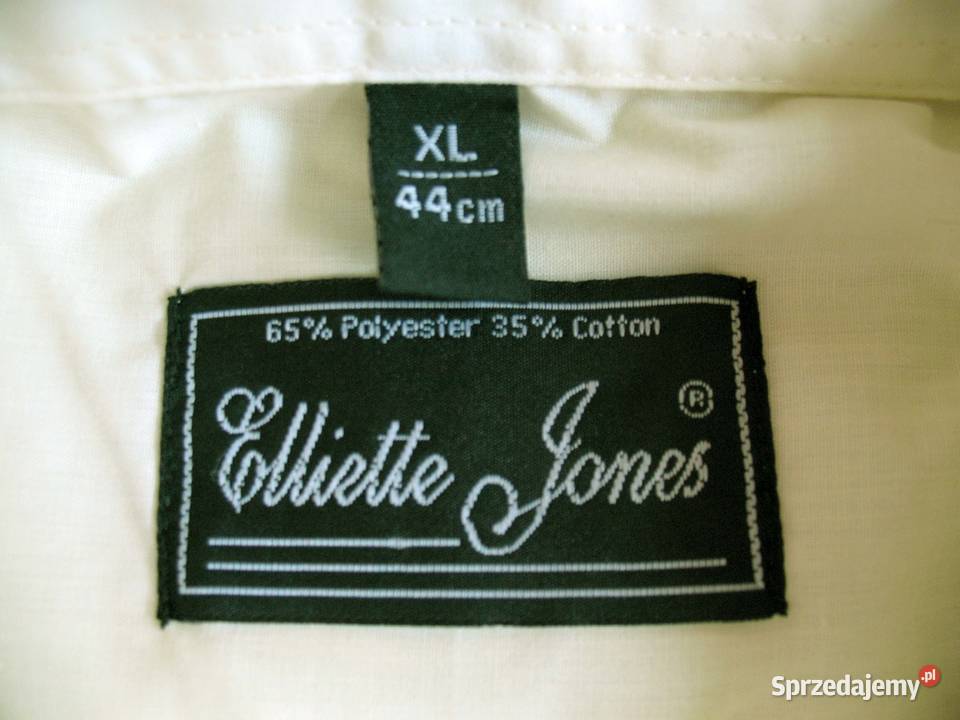 XL
44cm
65% Polyester 35% Cotton
Elliette Jones ®
Sprzedajemy.pl